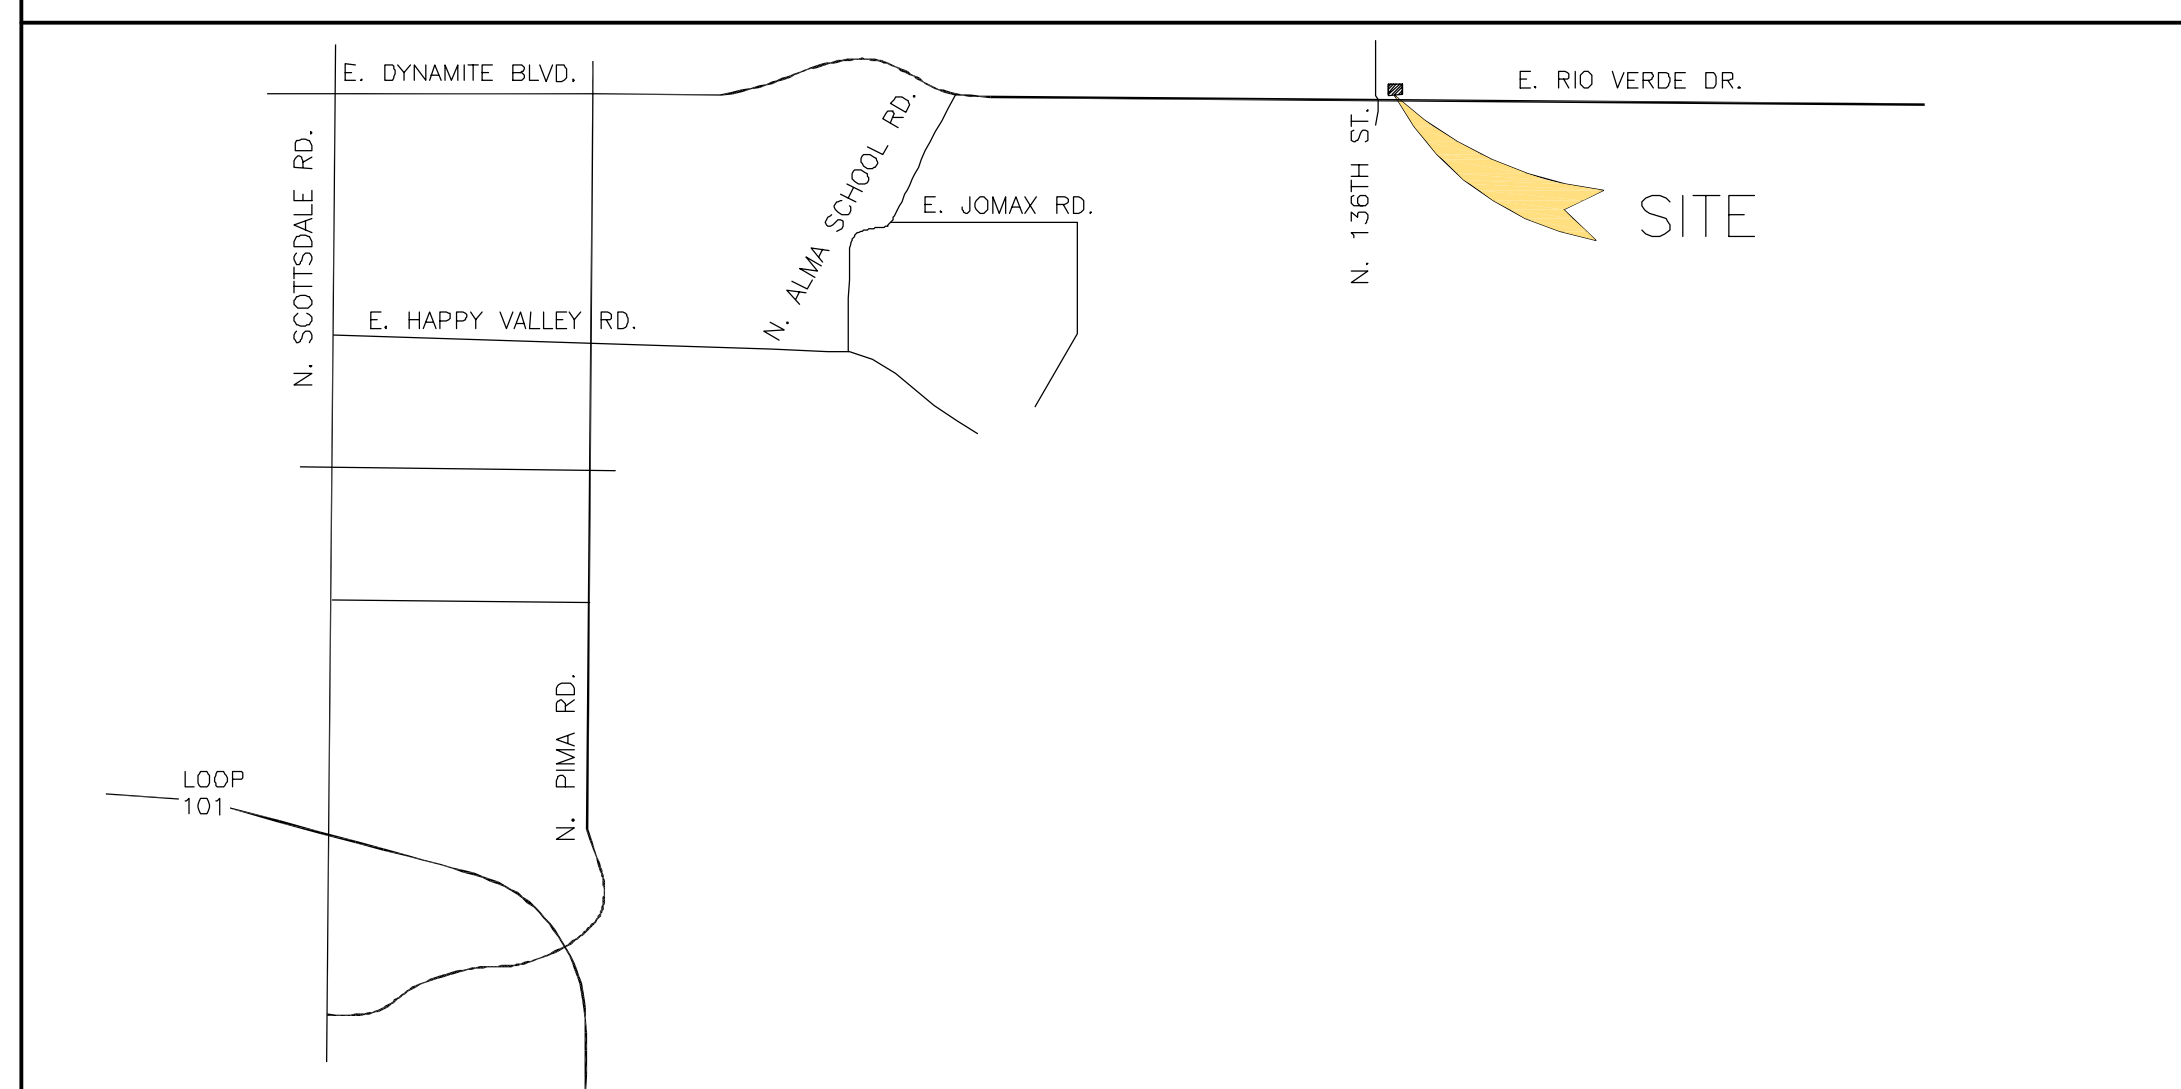 E. DYNAMITE BLVD.
E. RIO VERDE DR.
N. SCOTTSDALE RD.
N. ALMA SCHOOL RD.
N. 136TH ST.
E. JOMAX RD.
SITE
E. HAPPY VALLEY RD.
N. PIMA RD.
LOOP
101